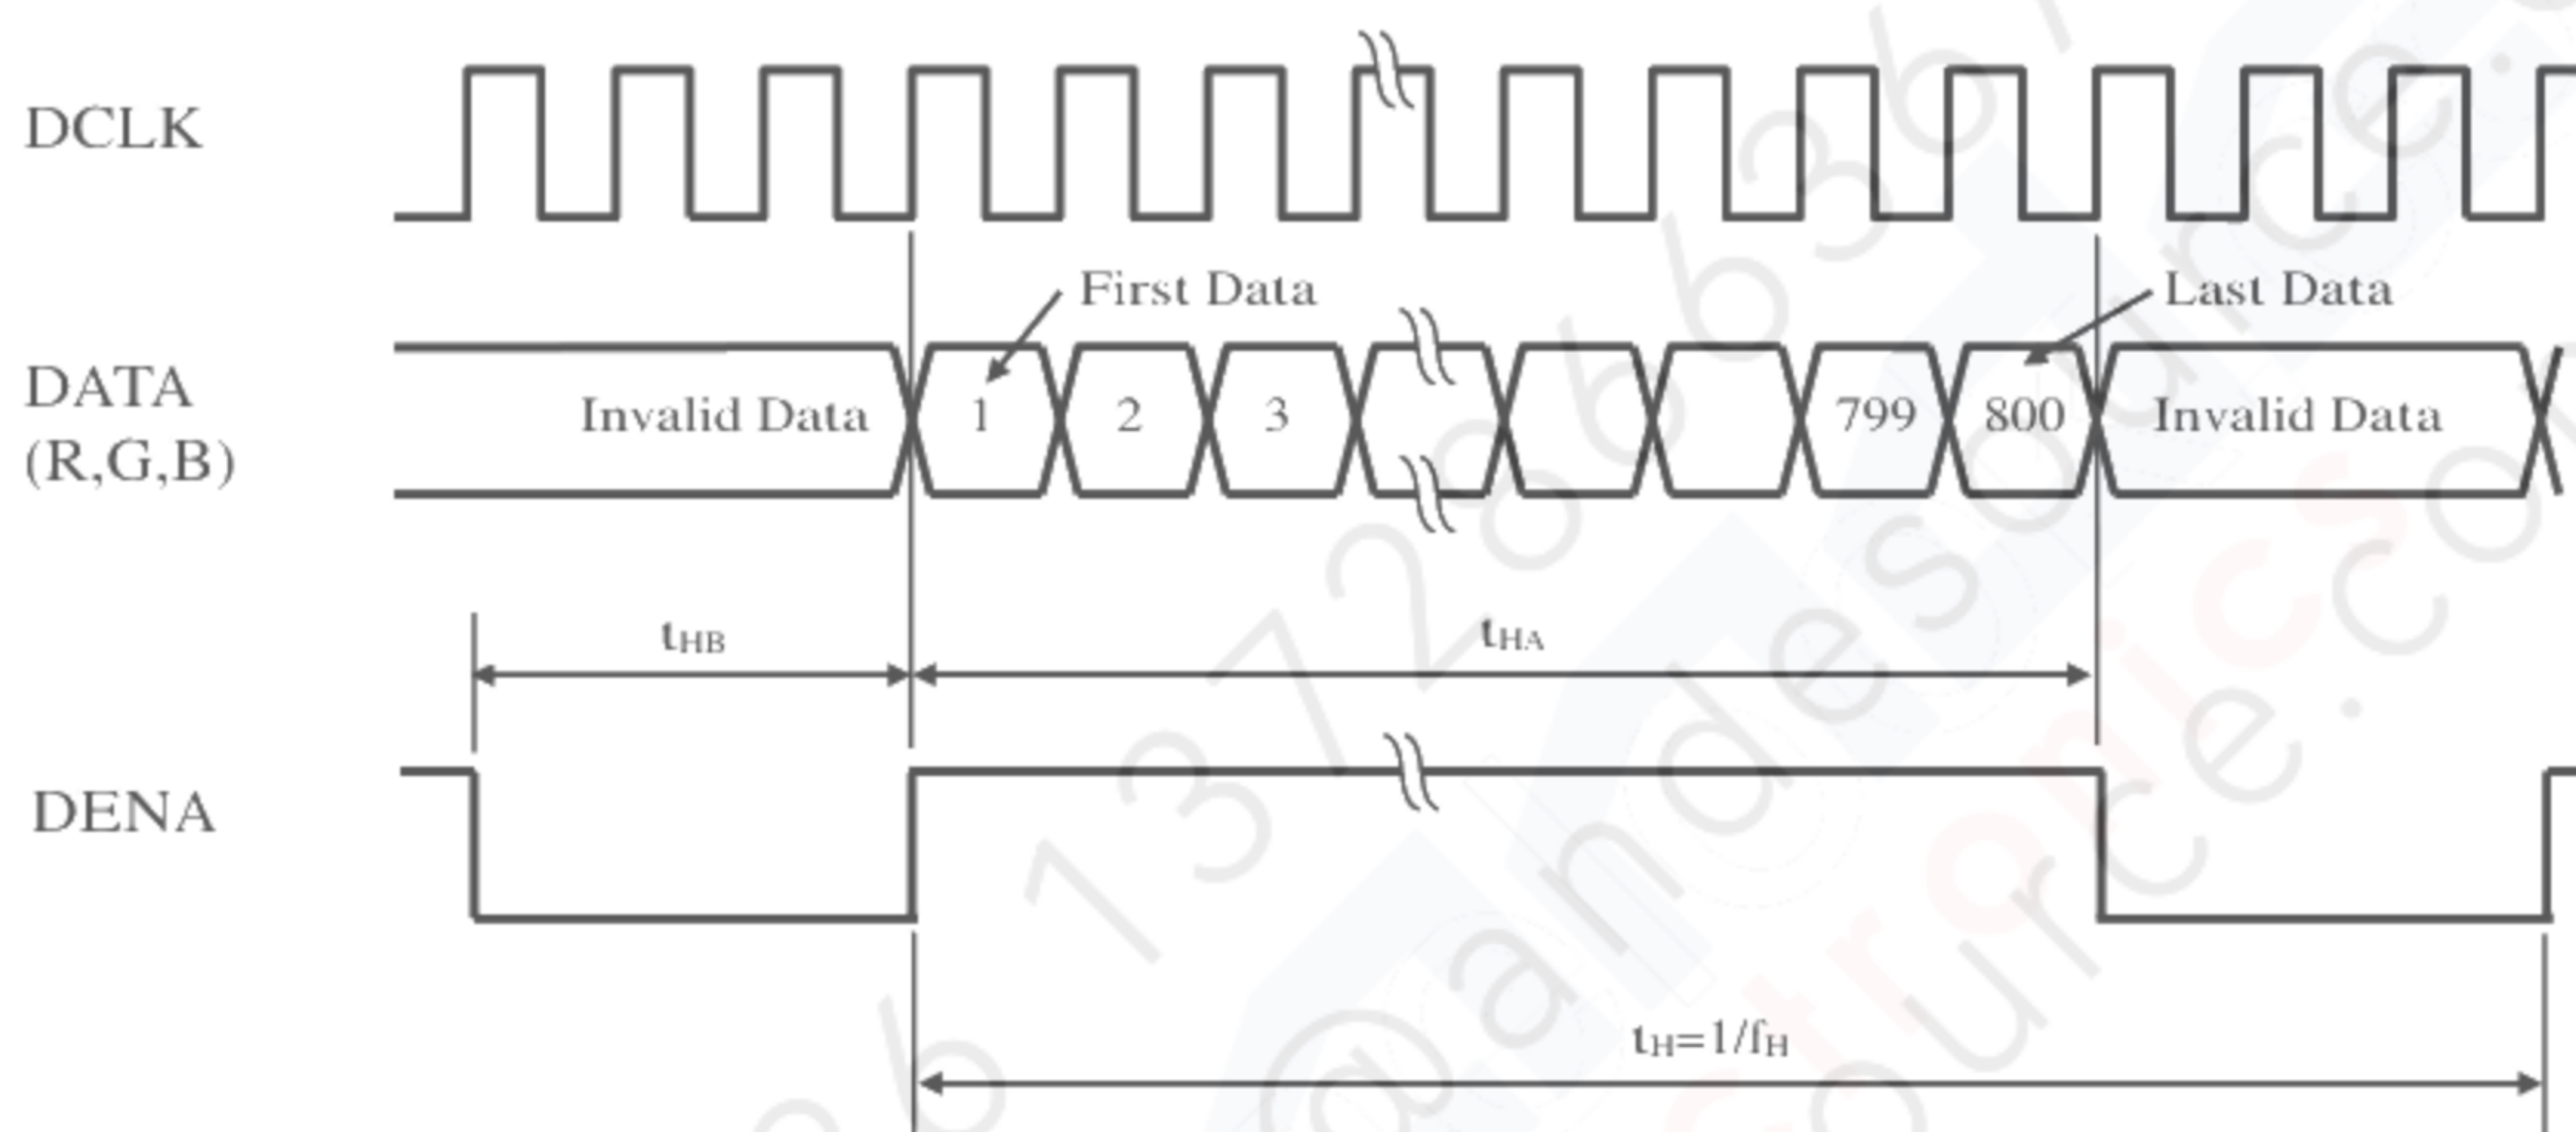 DCLK
First Data
Last Data
DATA
(R,G,B)
Invalid Data 1 2 3 799 800 Invalid Data
tHB tHA
DENA
tH=1/fH